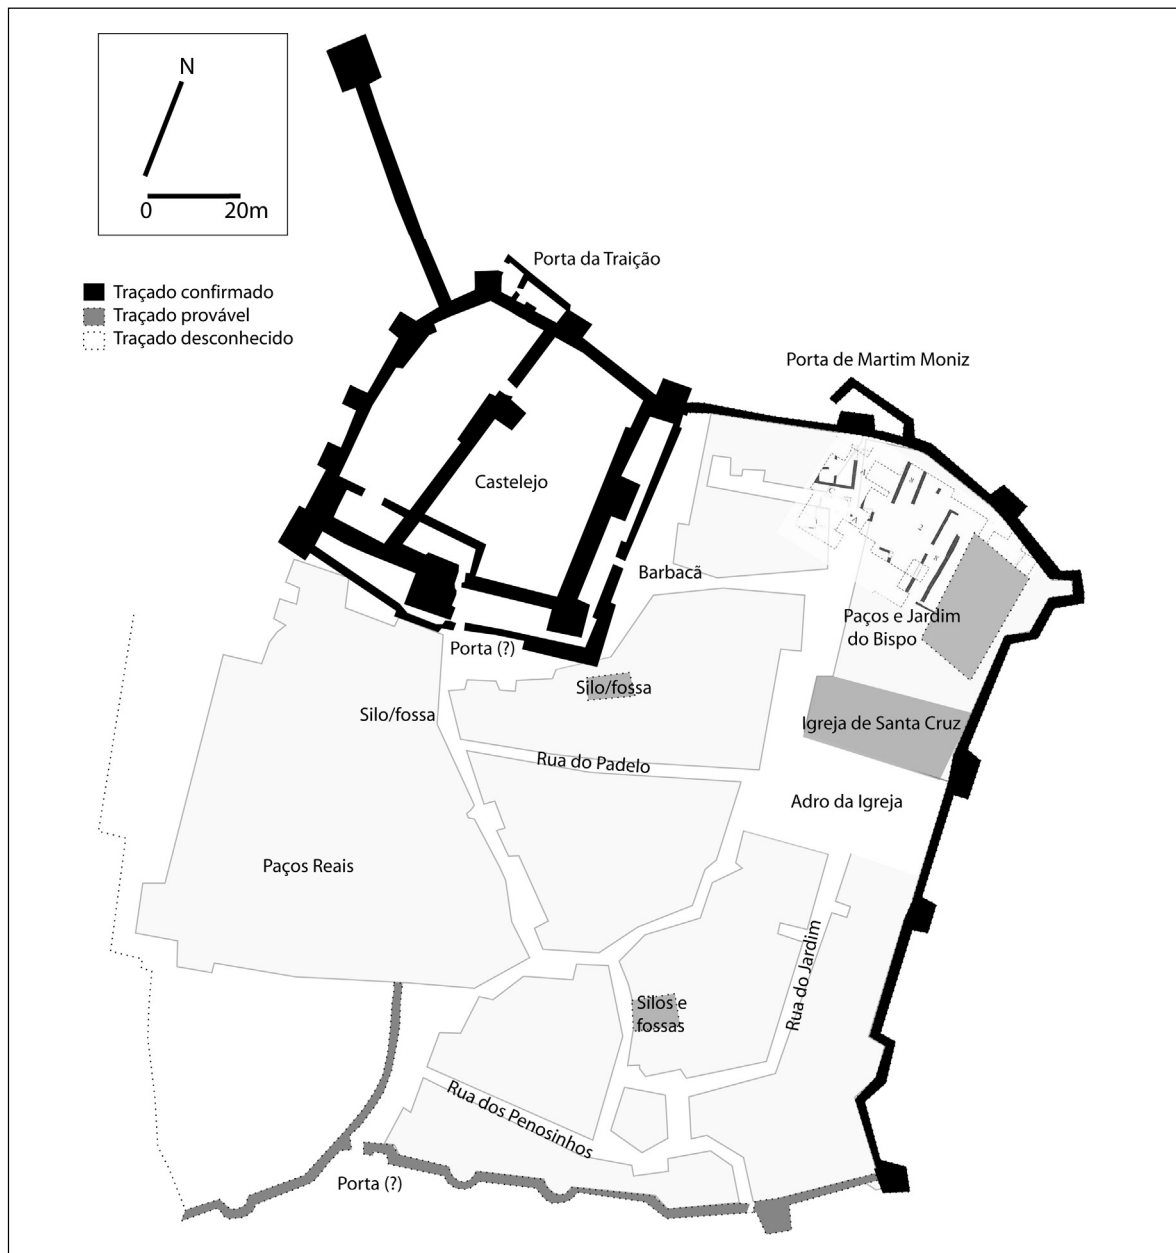 N
0 20m
Traçado confirmado
Traçado provável
Traçado desconhecido
Porta da Traição
Porta de Martim Moniz
Castelejo
Barbacã
Paços e Jardim
do Bispo
Porta (?)
Silo/fossa
Silo/fossa
Igreja de Santa Cruz
Rua do Padelo
Adro da Igreja
Paços Reais
Rua do Jardim
Silos e
fossas
Rua dos Penosinhos
Porta (?)